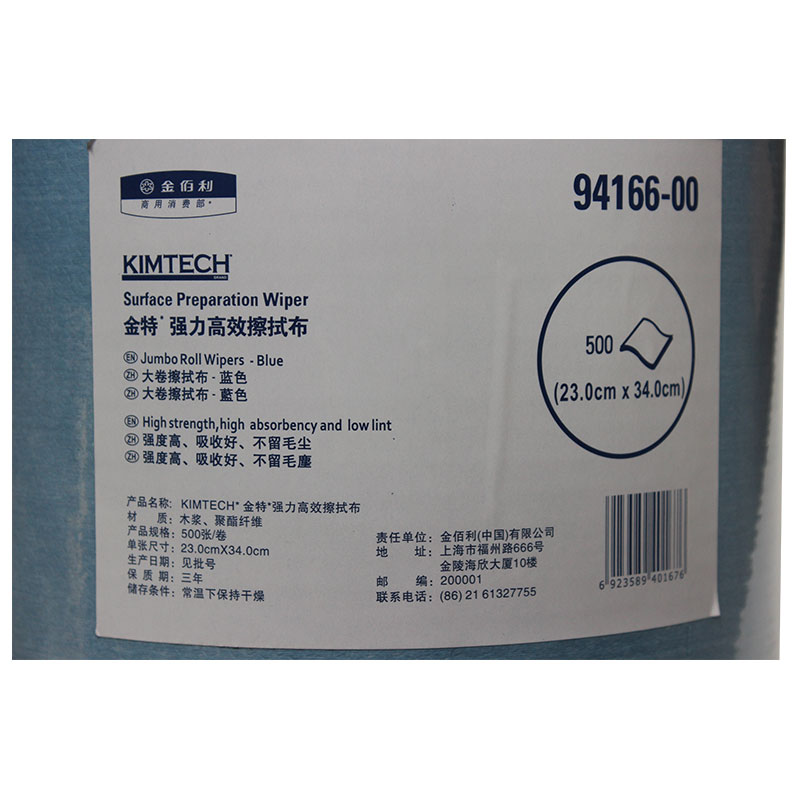 金佰利
商用消费部*
94166-00
KIMTECH
BRAND
Surface Preparation Wiper
金特*强力高效擦拭布
EN Jumbo Roll Wipers - Blue
ZH 大卷擦拭布 - 蓝色
ZH 大卷擦拭布 - 藍色
500
(23.0cm x 34.0cm)
EN High strength, high absorbency and low lint
ZH 强度高、吸收好、不留毛尘
ZH 强度高、吸收好、不留毛塵
产品名称: KIMTECH* 金特*强力高效擦拭布
材 质: 木浆、聚酯纤维
产品规格: 500张/卷
单张尺寸: 23.0cmX34.0cm
生产日期: 见批号
保 质 期: 三年
储存条件: 常温下保持干燥
责任单位: 金佰利(中国)有限公司
地 址: 上海市福州路666号
金陵海欣大厦10楼
邮 编: 200001
联系电话: (86) 21 61327755
6 923589 401676